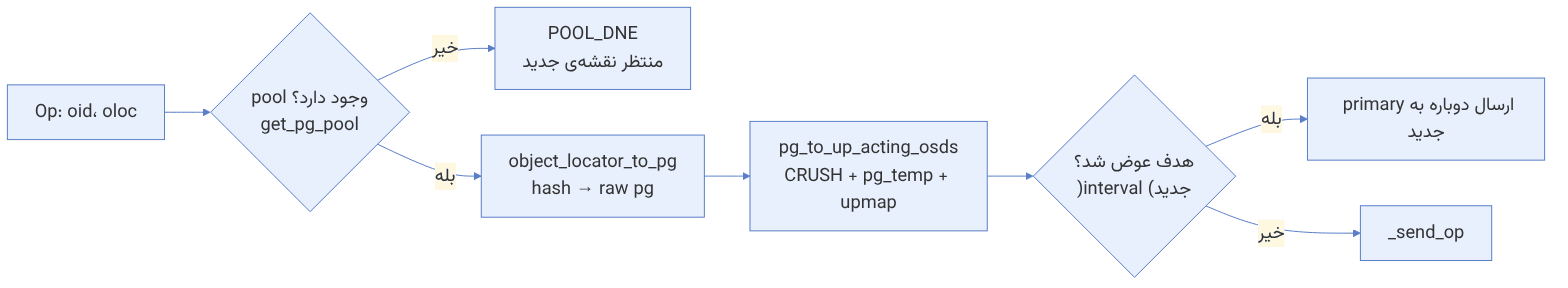 Op: oid، oloc
pool وجود دارد؟
get_pg_pool
خیر
POOL_DNE
منتظر نقشه‌ی جدید
بله
object_locator_to_pg
hash → raw pg
pg_to_up_acting_osds
CRUSH + pg_temp +
upmap
هدف عوض شد؟
(interval جدید)
بله
ارسال دوباره به primary
جدید
خیر
_send_op